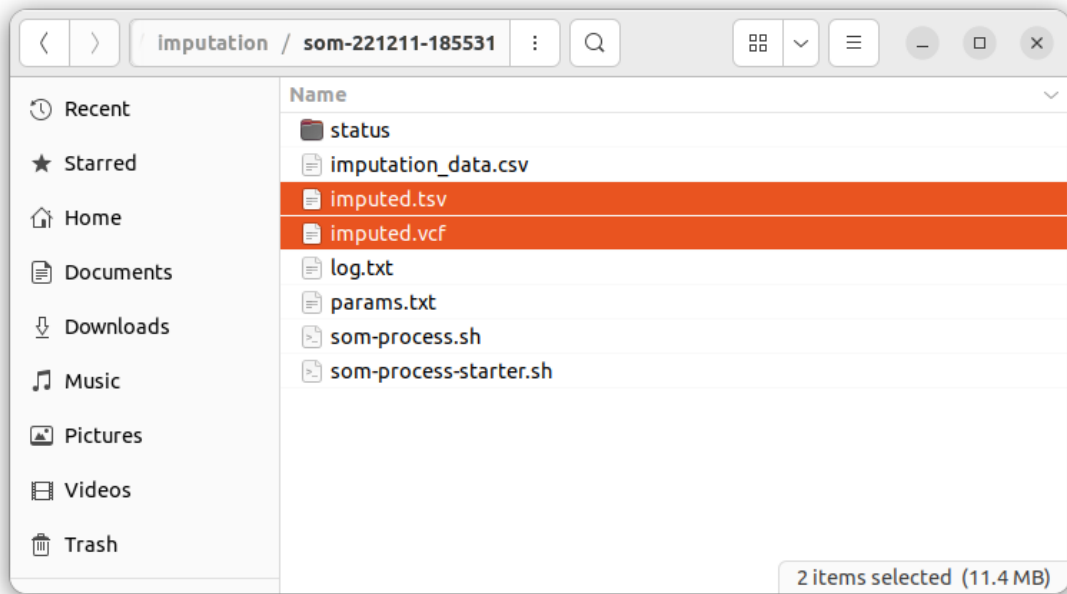 imputation / som-221211-185531
Recent
Starred
Home
Documents
Downloads
Music
Pictures
Videos
Trash
Name
status
imputation_data.csv
imputed.tsv
imputed.vcf
log.txt
params.txt
som-process.sh
som-process-starter.sh
2 items selected (11.4 MB)